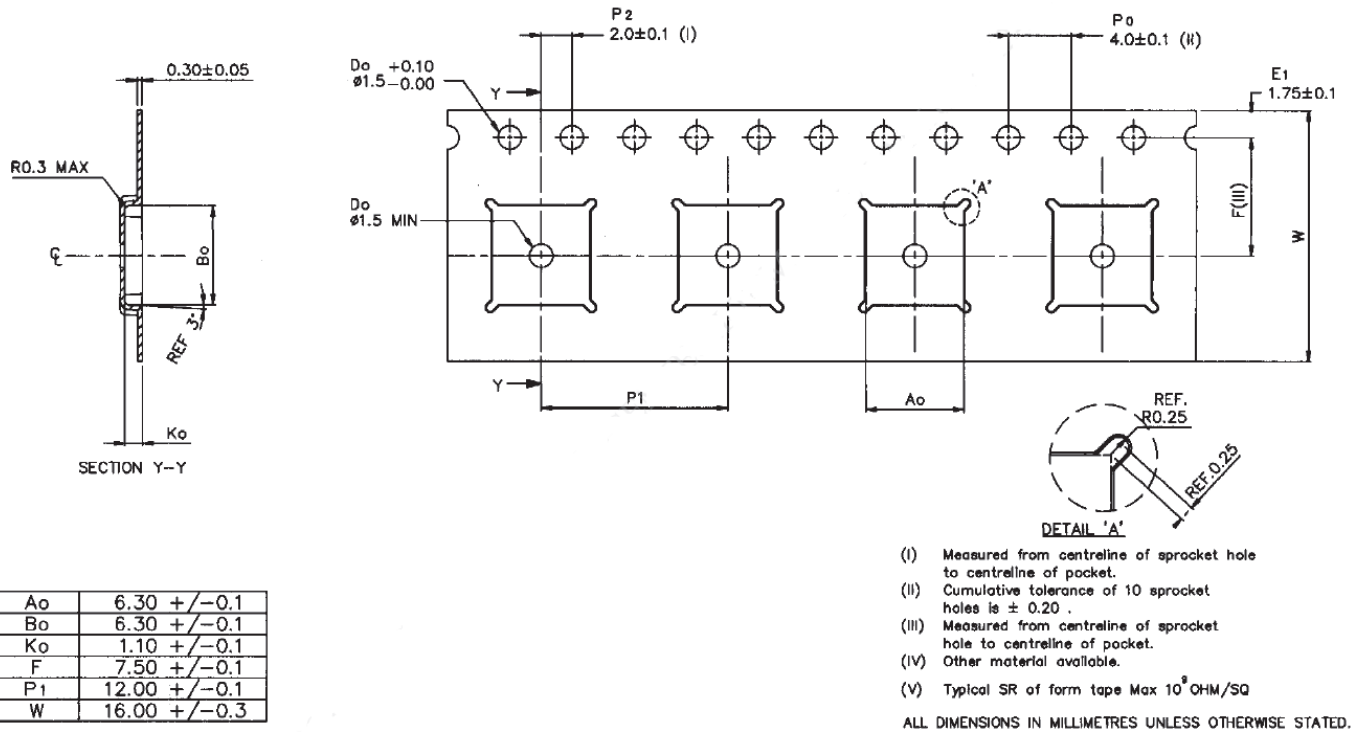 P2
2.0±0.1 (I)
Po
4.0±0.1 (II)
Do +0.10
ø1.5-0.00
Y
E1
1.75±0.1
0.30±0.05
R0.3 MAX
'A'
Do
ø1.5 MIN
F(III)
W
Bo
REF 3°
Y
P1
Ao
Ko
SECTION Y-Y
REF.
R0.25
REF.0.25
DETAIL 'A'
(I) Measured from centreline of sprocket hole
to centreline of pocket.
(II) Cumulative tolerance of 10 sprocket
holes is ± 0.20 .
(III) Measured from centreline of sprocket
hole to centreline of pocket.
(IV) Other material available.
(V) Typical SR of form tape Max 10⁹ OHM/SQ
ALL DIMENSIONS IN MILLIMETRES UNLESS OTHERWISE STATED.
Ao 6.30 +/-0.1
Bo 6.30 +/-0.1
Ko 1.10 +/-0.1
F 7.50 +/-0.1
P1 12.00 +/-0.1
W 16.00 +/-0.3